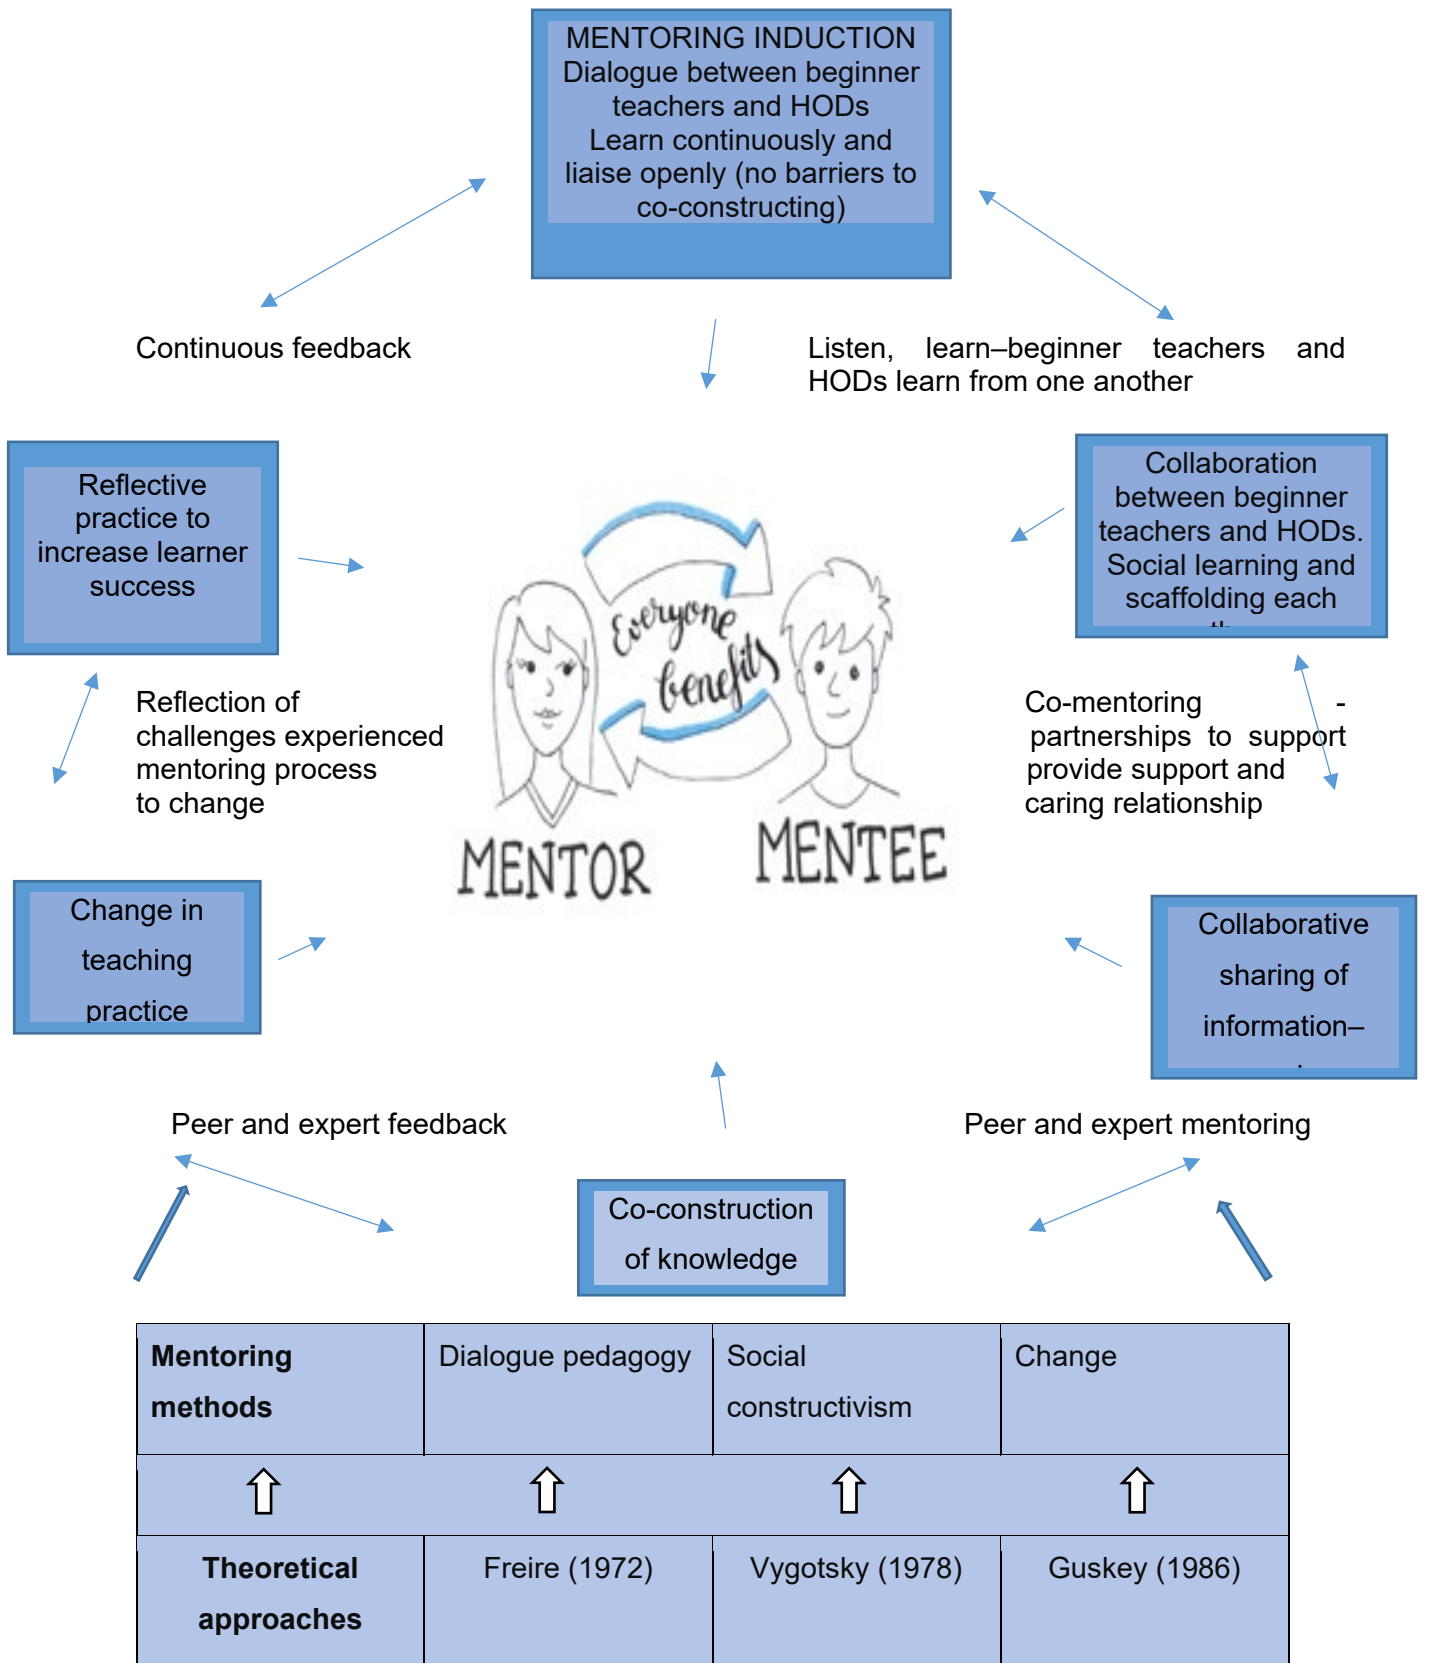 MENTORING INDUCTION
Dialogue between beginner
teachers and HODs
Learn continuously and
liaise openly (no barriers to
co-constructing)
Continuous feedback
Listen, learn–beginner teachers and
HODs learn from one another
Reflective
practice to
increase learner
success
Collaboration
between beginner
teachers and HODs.
Social learning and
scaffolding each
Everyone
benefits
MENTOR
MENTEE
Reflection of
challenges experienced
mentoring process
to change
Co-mentoring -
partnerships to support
provide support and
caring relationship
Change in
teaching
practice
Collaborative
sharing of
information–
Peer and expert feedback
Peer and expert mentoring
Co-construction
of knowledge
Mentoring
methods
Dialogue pedagogy
Social
constructivism
Change
Theoretical
approaches
Freire (1972)
Vygotsky (1978)
Guskey (1986)